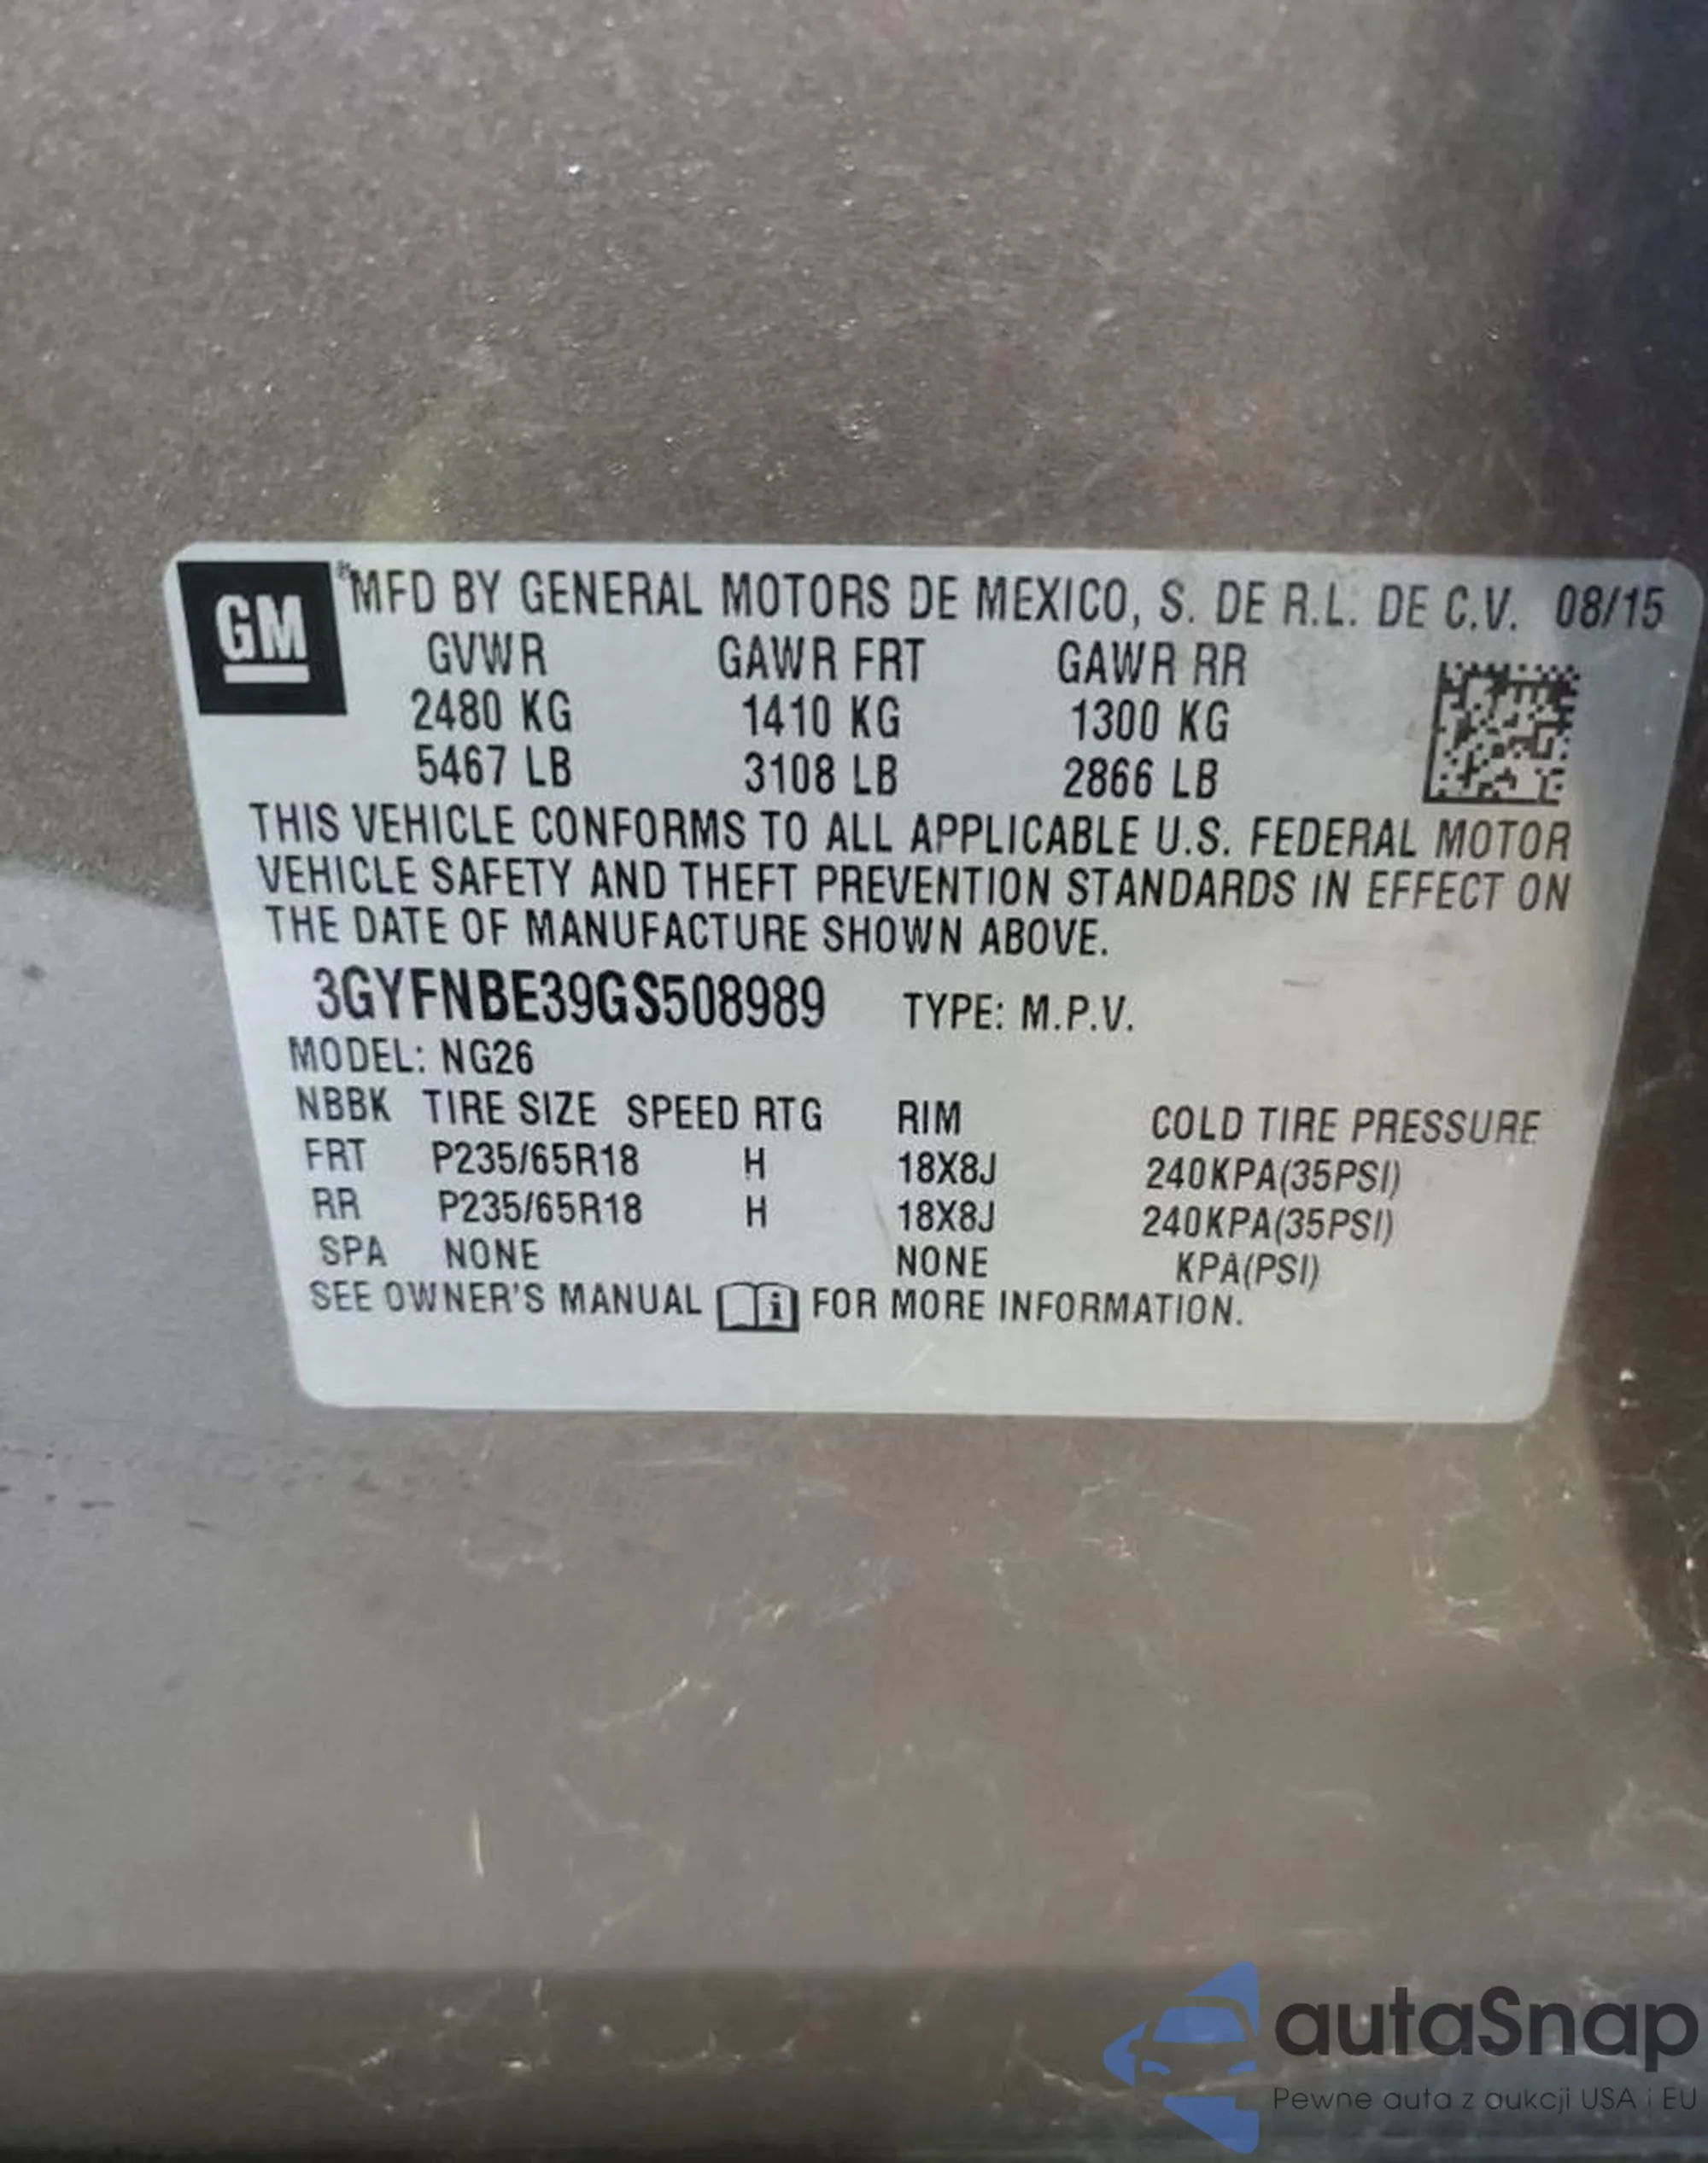 GM
®MFD BY GENERAL MOTORS DE MEXICO, S. DE R.L. DE C.V. 08/15
GVWR GAWR FRT GAWR RR
2480 KG 1410 KG 1300 KG
5467 LB 3108 LB 2866 LB
THIS VEHICLE CONFORMS TO ALL APPLICABLE U.S. FEDERAL MOTOR
VEHICLE SAFETY AND THEFT PREVENTION STANDARDS IN EFFECT ON
THE DATE OF MANUFACTURE SHOWN ABOVE.
3GYFNBE39GS508989 TYPE: M.P.V.
MODEL: NG26
NBBK TIRE SIZE SPEED RTG RIM COLD TIRE PRESSURE
FRT P235/65R18 H 18X8J 240KPA(35PSI)
RR P235/65R18 H 18X8J 240KPA(35PSI)
SPA NONE NONE KPA(PSI)
SEE OWNER'S MANUAL i FOR MORE INFORMATION.
autaSnap
Pewne auta z aukcji USA i EU